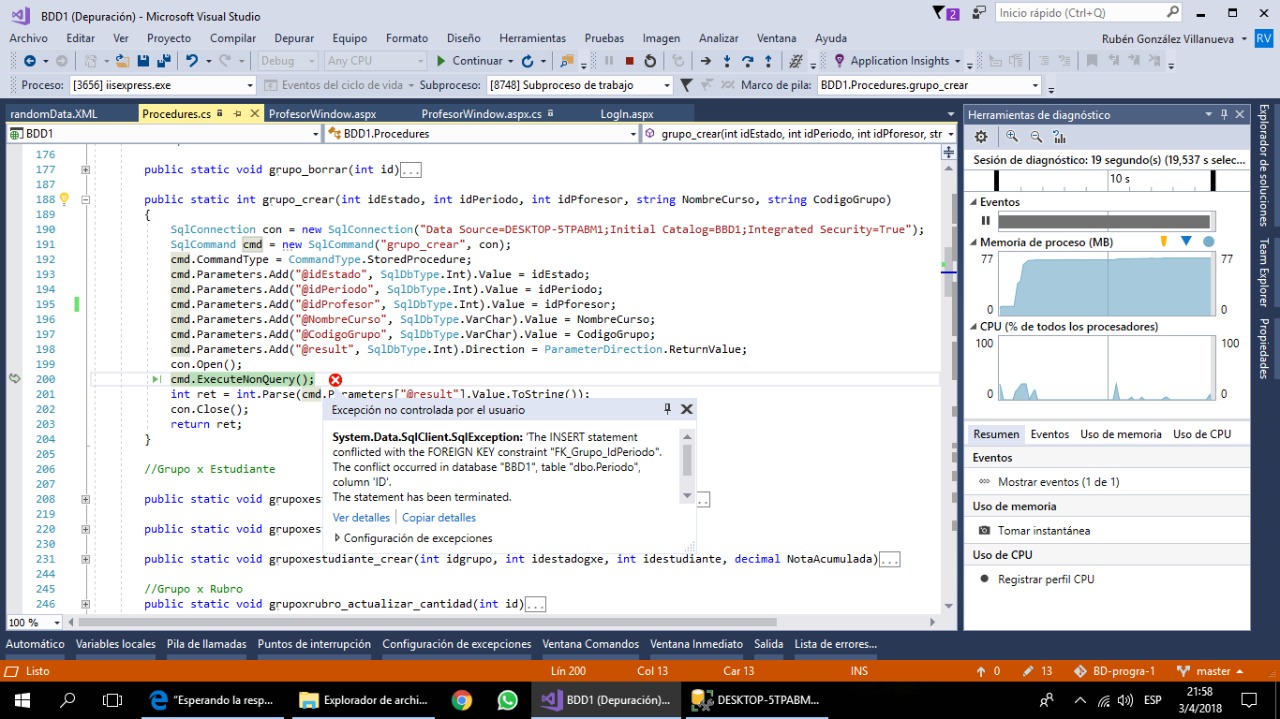 BDD1 (Depuración) - Microsoft Visual Studio
2
Inicio rápido (Ctrl+Q)
Archivo Editar Ver Proyecto Compilar Depurar Equipo Formato Diseño Herramientas Pruebas Imagen Analizar Ventana Ayuda
Rubén González Villanueva RV
Debug Any CPU Continuar Application Insights
Proceso: [3656] iisexpress.exe Eventos del ciclo de vida Subproceso: [8748] Subproceso de trabajo Marco de pila: BDD1.Procedures.grupo_crear
randomData.XML Procedures.cs ProfesorWindow.aspx ProfesorWindow.aspx.cs LogIn.aspx
BDD1 BDD1.Procedures grupo_crear(int idEstado, int idPeriodo, int idPforesor, str
176
177 public static void grupo_borrar(int id)...
187
188 public static int grupo_crear(int idEstado, int idPeriodo, int idPforesor, string NombreCurso, string CodigoGrupo)
189 {
190 SqlConnection con = new SqlConnection("Data Source=DESKTOP-5TPABM1;Initial Catalog=BBD1;Integrated Security=True");
191 SqlCommand cmd = new SqlCommand("grupo_crear", con);
192 cmd.CommandType = CommandType.StoredProcedure;
193 cmd.Parameters.Add("@idEstado", SqlDbType.Int).Value = idEstado;
194 cmd.Parameters.Add("@idPeriodo", SqlDbType.Int).Value = idPeriodo;
195 cmd.Parameters.Add("@idProfesor", SqlDbType.Int).Value = idPforesor;
196 cmd.Parameters.Add("@NombreCurso", SqlDbType.VarChar).Value = NombreCurso;
197 cmd.Parameters.Add("@CodigoGrupo", SqlDbType.VarChar).Value = CodigoGrupo;
198 cmd.Parameters.Add("@result", SqlDbType.Int).Direction = ParameterDirection.ReturnValue;
199 con.Open();
200 cmd.ExecuteNonQuery();
201 int ret = int.Parse(cmd.Parameters["@result"].Value.ToString());
202 con.Close();
203 return ret;
204 }
205
206 //Grupo x Estudiante
207
208 public static void grupoxes
219
220 public static void grupoxes
230
231 public static void grupoxestudiante_crear(int idgrupo, int idestadogxe, int idestudiante, decimal NotaAcumulada)...
244
245 //Grupo x Rubro
246 public static void grupoxrubro_actualizar_cantidad(int id)...
Excepción no controlada por el usuario
System.Data.SqlClient.SqlException: 'The INSERT statement
conflicted with the FOREIGN KEY constraint "FK_Grupo_IdPeriodo".
The conflict occurred in database "BBD1", table "dbo.Periodo",
column 'ID'.
The statement has been terminated.
Ver detalles Copiar detalles
Configuración de excepciones
100 %
Herramientas de diagnóstico
Sesión de diagnóstico: 19 segundo(s) (19,537 s selec...
10 s
Eventos
Memoria de proceso (MB)
77 77
0 0
CPU (% de todos los procesadores)
100 100
0 0
Resumen Eventos Uso de memoria Uso de CPU
Eventos
Mostrar eventos (1 de 1)
Uso de memoria
Tomar instantánea
Uso de CPU
Registrar perfil CPU
Explorador de soluciones
Team Explorer
Propiedades
Automático Variables locales Pila de llamadas Puntos de interrupción Configuración de excepciones Ventana Comandos Ventana Inmediato Salida Lista de errores...
Listo Lín 200 Col 13 Car 13 INS 0 13 BD-progra-1 master
"Esperando la resp... Explorador de archi... BDD1 (Depuración)... DESKTOP-5TPABM... ESP
21:58
3/4/2018